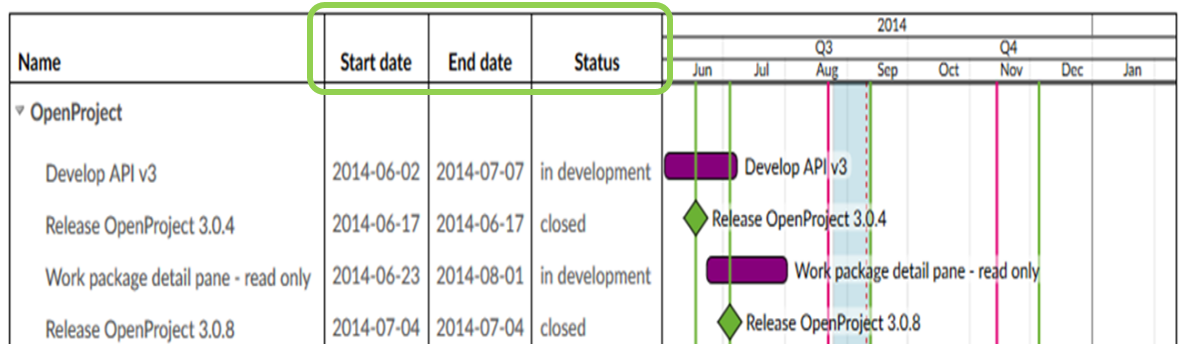 2014
Q3 Q4
Name Start date End date Status Jun Jul Aug Sep Oct Nov Dec Jan
OpenProject
Develop API v3 2014-06-02 2014-07-07 in development Develop API v3
Release OpenProject 3.0.4 2014-06-17 2014-06-17 closed Release OpenProject 3.0.4
Work package detail pane - read only 2014-06-23 2014-08-01 in development Work package detail pane - read only
Release OpenProject 3.0.8 2014-07-04 2014-07-04 closed Release OpenProject 3.0.8